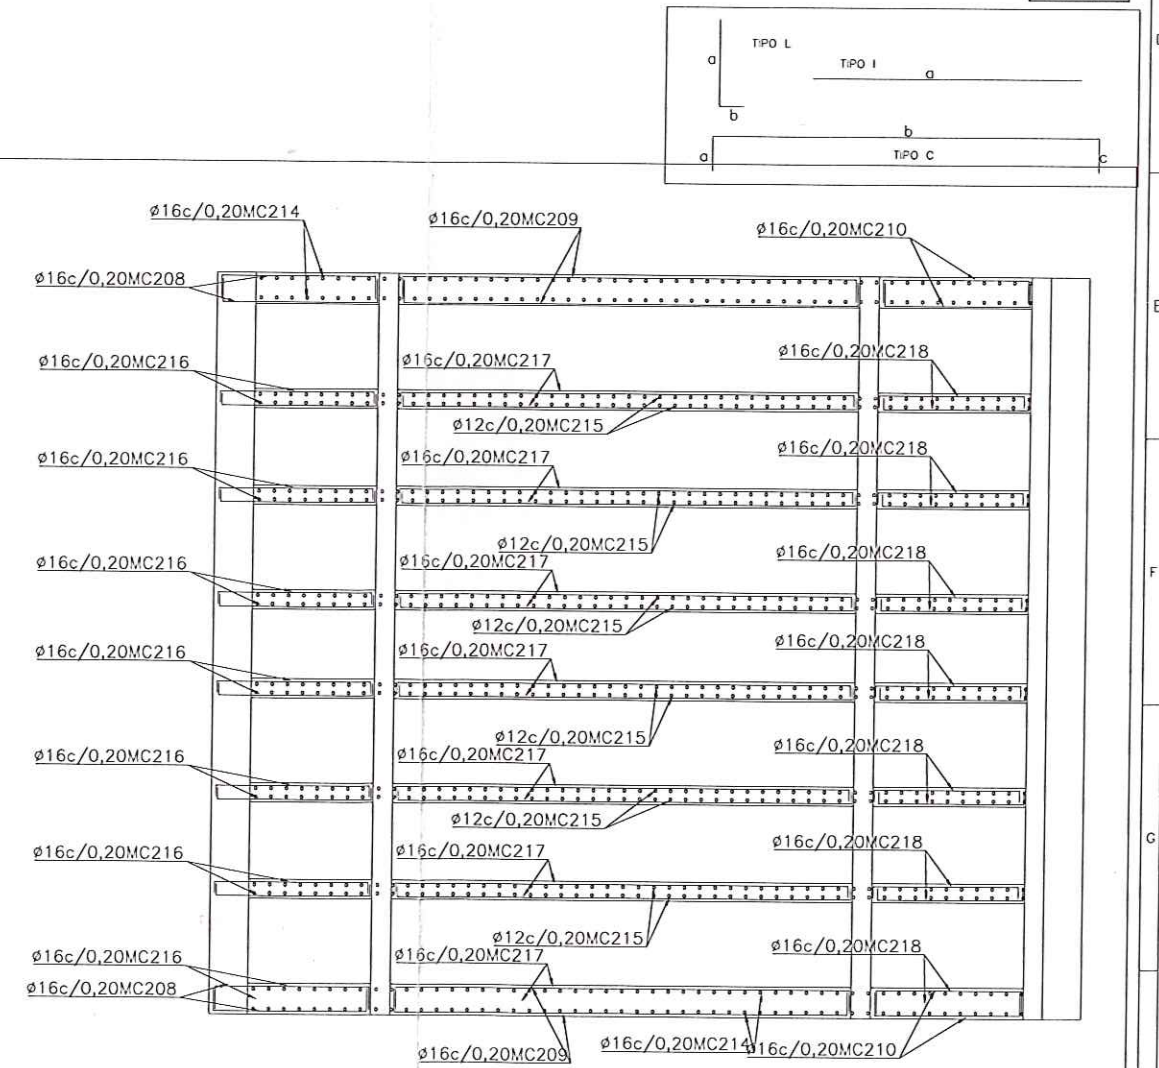 TIPO L
TIPO I
a
a
b
b
a
TIPO C
c
E
F
G
ø16c/0,20MC214
ø16c/0,20MC209
ø16c/0,20MC210
ø16c/0,20MC208
ø16c/0,20MC216
ø16c/0,20MC217
ø16c/0,20MC218
ø12c/0,20MC215
ø16c/0,20MC216
ø16c/0,20MC217
ø16c/0,20MC218
ø12c/0,20MC215
ø16c/0,20MC216
ø16c/0,20MC217
ø16c/0,20MC218
ø12c/0,20MC215
ø16c/0,20MC216
ø16c/0,20MC217
ø16c/0,20MC218
ø12c/0,20MC215
ø16c/0,20MC216
ø16c/0,20MC217
ø16c/0,20MC218
ø12c/0,20MC215
ø16c/0,20MC216
ø16c/0,20MC217
ø16c/0,20MC218
ø12c/0,20MC215
ø16c/0,20MC216
ø16c/0,20MC217
ø16c/0,20MC218
ø16c/0,20MC208
ø16c/0,20MC209
ø16c/0,20MC214
ø16c/0,20MC210